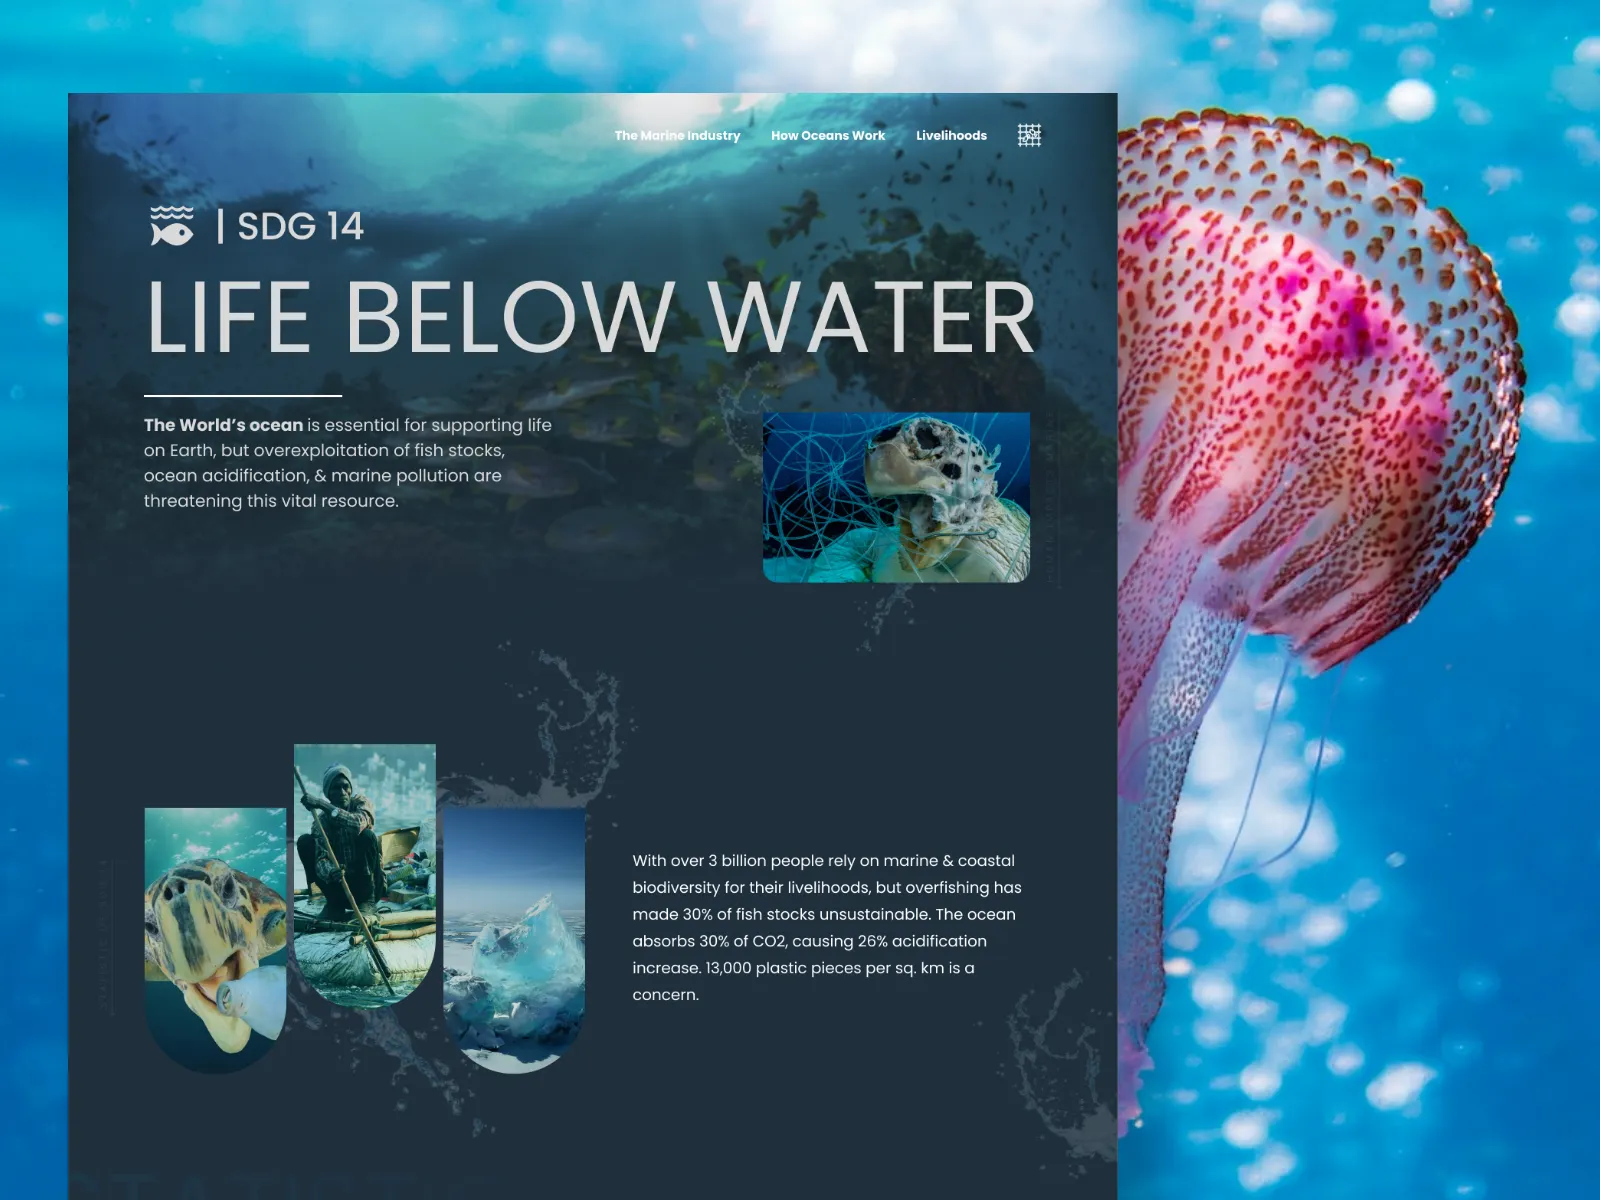 The Marine Industry How Oceans Work Livelihoods
| SDG 14
LIFE BELOW WATER
The World's ocean is essential for supporting life
on Earth, but overexploitation of fish stocks,
ocean acidification, & marine pollution are
threatening this vital resource.
With over 3 billion people rely on marine & coastal
biodiversity for their livelihoods, but overfishing has
made 30% of fish stocks unsustainable. The ocean
absorbs 30% of CO2, causing 26% acidification
increase. 13,000 plastic pieces per sq. km is a
concern.